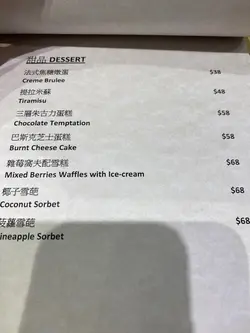 甜品 DESSERT
法式焦糖燉蛋 $38
Creme Brulee
提拉米蘇 $48
Tiramisu
三層朱古力蛋糕 $58
Chocolate Temptation
巴斯克芝士蛋糕 $58
Burnt Cheese Cake
雜莓窩夫配雪糕 $68
Mixed Berries Waffles with Ice-cream
椰子雪葩 $68
Coconut Sorbet
菠蘿雪葩 $68
ineapple Sorbet